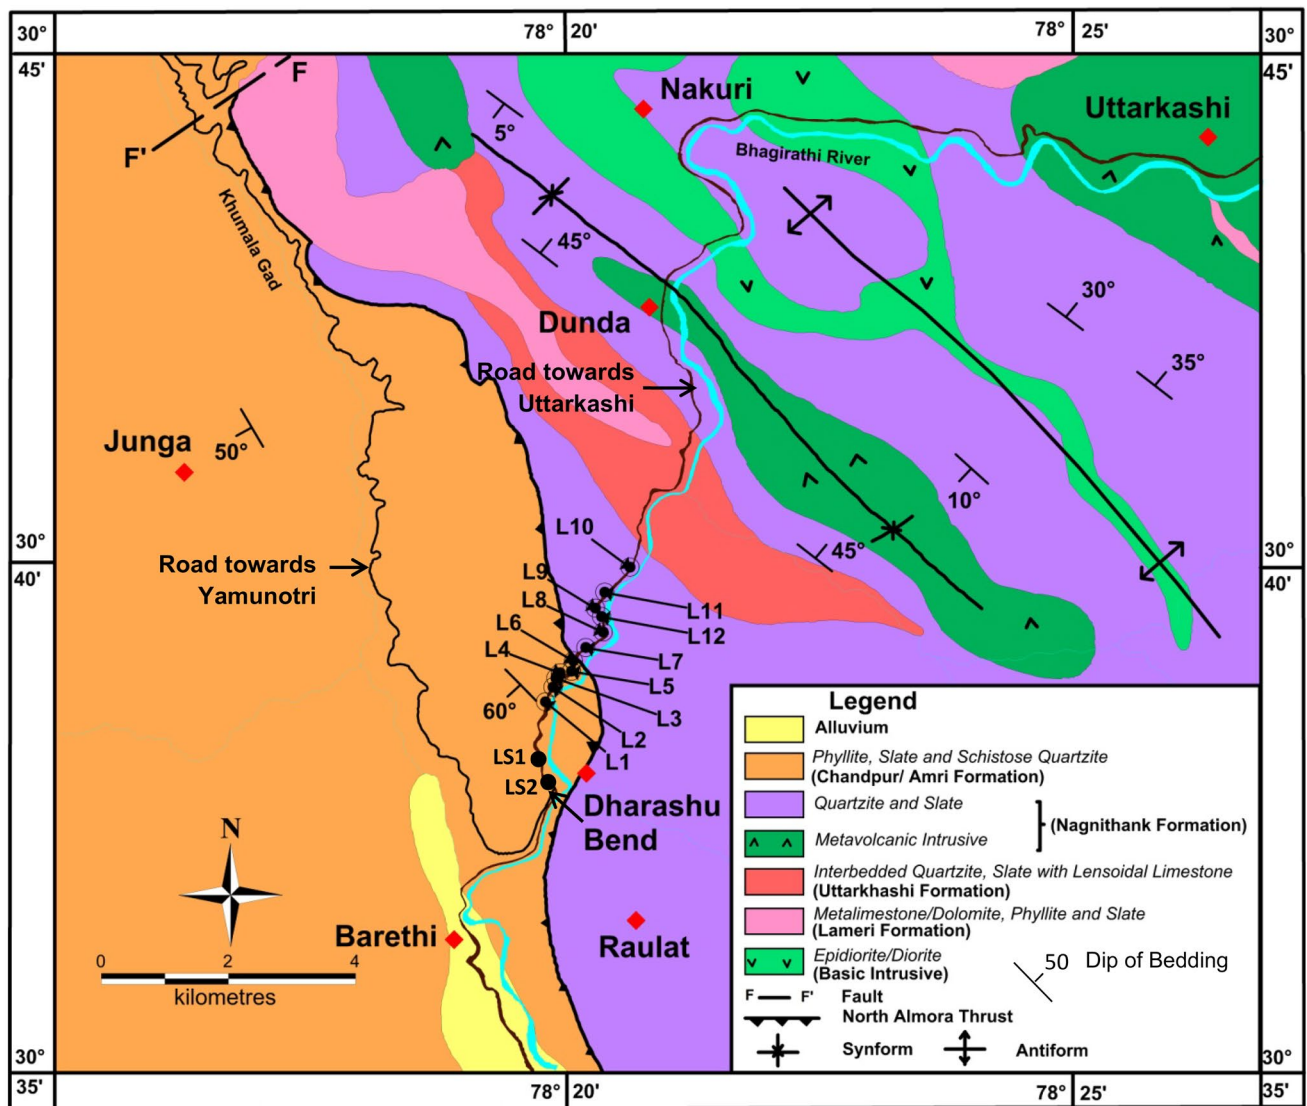 30°
78° 20'
78° 25'
30°
45'
45'
F
F'
Nakuri
Uttarkashi
5°
Bhagirathi River
Khumala Gad
45°
30°
Dunda
35°
Road towards
Uttarkashi
Junga
50°
10°
L10
45°
30°
30°
40'
40'
Road towards
Yamunotri
L9
L8
L11
L6
L12
L4
L7
L5
60°
L3
L2
LS1
L1
LS2
Dharashu
Bend
N
Barethi
Raulat
0 2 4
kilometres
Legend
Alluvium
Phyllite, Slate and Schistose Quartzite
(Chandpur/ Amri Formation)
Quartzite and Slate
(Nagnithank Formation)
Metavolcanic Intrusive
Interbedded Quartzite, Slate with Lensoidal Limestone
(Uttarkhashi Formation)
Metalimestone/Dolomite, Phyllite and Slate
(Lameri Formation)
Epidiorite/Diorite
(Basic Intrusive)
50 Dip of Bedding
F F' Fault
North Almora Thrust
Synform
Antiform
30°
30°
35'
78° 20'
78° 25'
35'